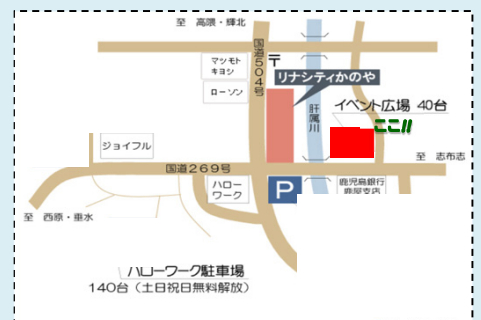 至 高隈・輝北
国道504号
〒
マツモト
キヨシ
リナシティかのや
ローソン
肝属川
イベント広場 40台
ここ!!
ジョイフル
至 志布志
国道269号
ハロー
ワーク
P
鹿児島銀行
鹿屋支店
至 西原・垂水
ハローワーク駐車場
140台（土日祝日無料解放）